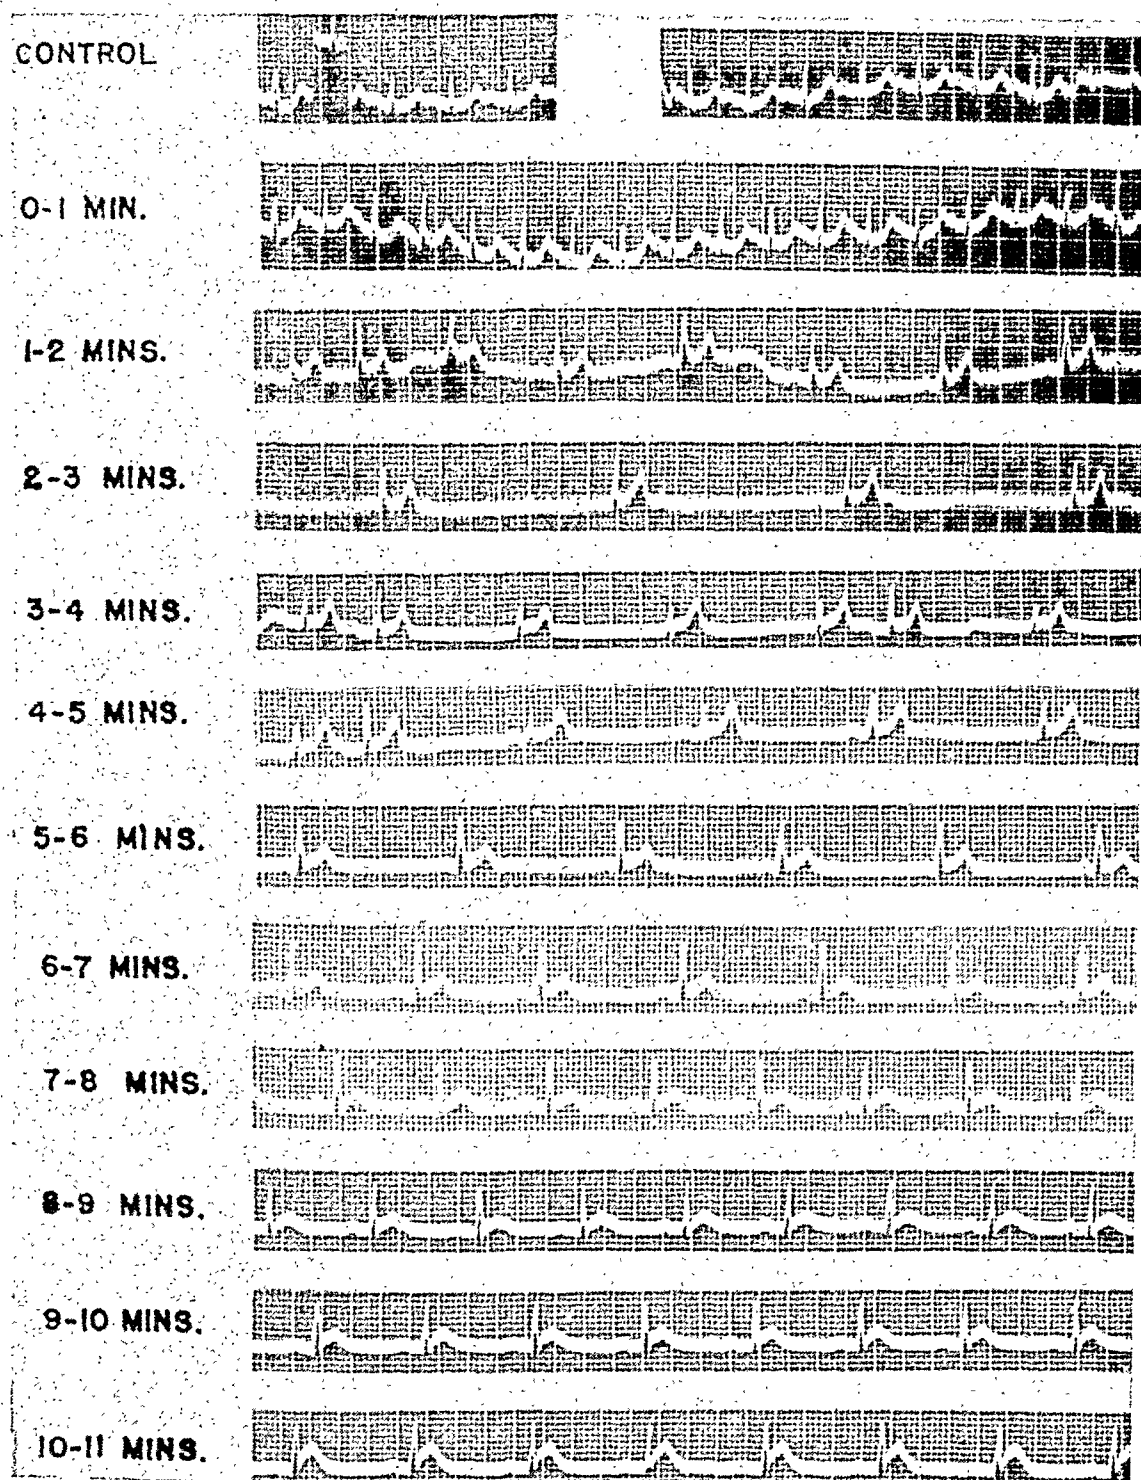 CONTROL
0-1 MIN.
1-2 MINS.
2-3 MINS.
3-4 MINS.
4-5 MINS.
5-6 MINS.
6-7 MINS.
7-8 MINS.
8-9 MINS.
9-10 MINS.
10-11 MINS.